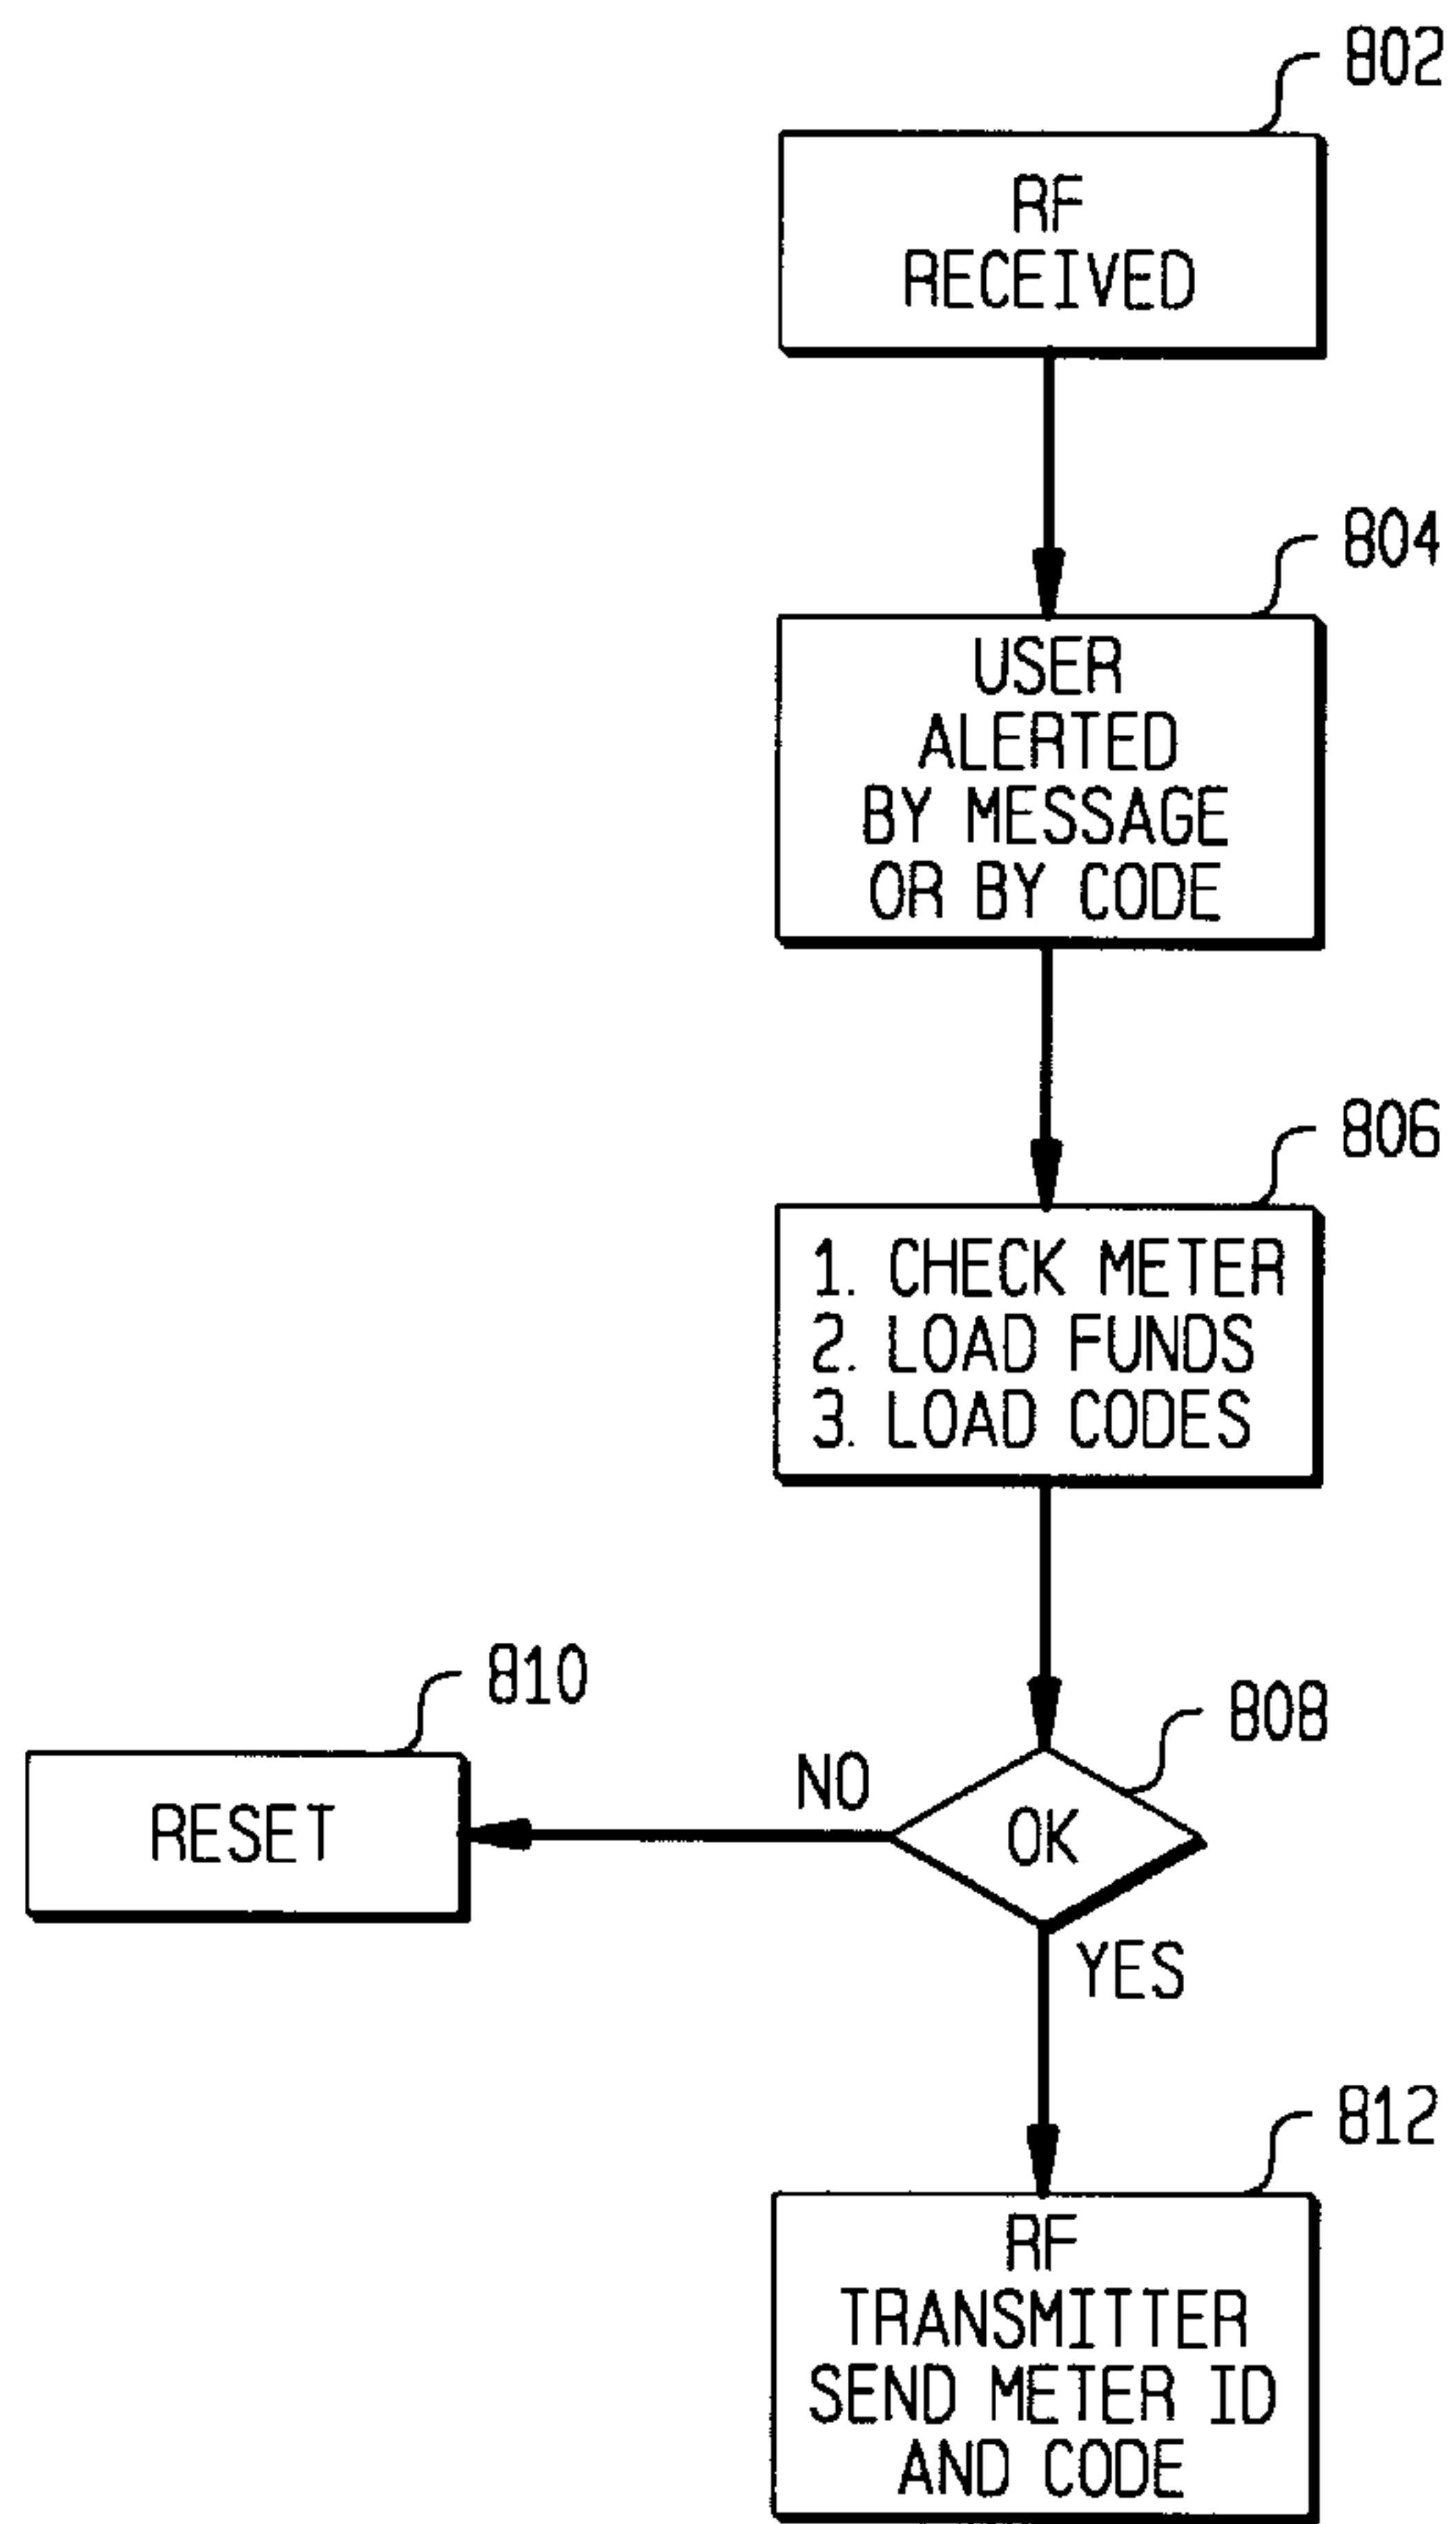 802
RF
RECEIVED
804
USER
ALERTED
BY MESSAGE
OR BY CODE
806
1. CHECK METER
2. LOAD FUNDS
3. LOAD CODES
810
808
RESET
NO
OK
YES
812
RF
TRANSMITTER
SEND METER ID
AND CODE